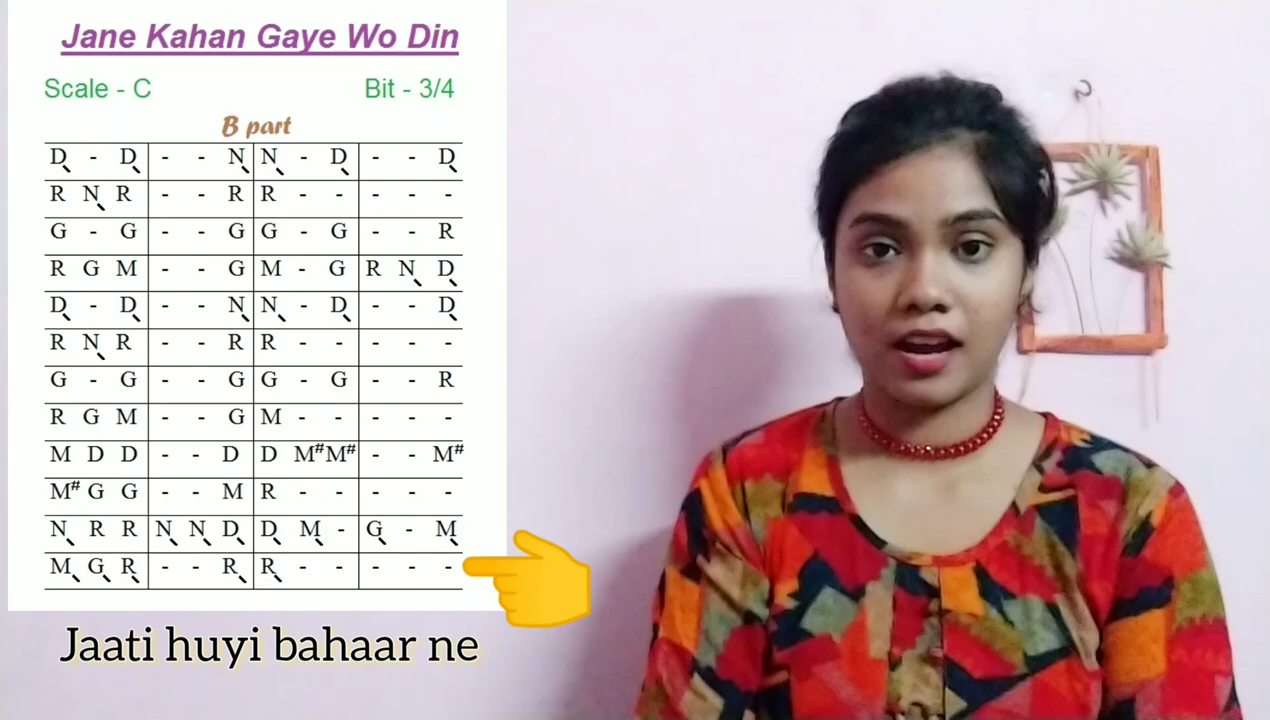 Jane Kahan Gaye Wo Din
Scale - C Bit - 3/4
B part
Ḍ - Ḍ | - - Ṇ | Ṇ - Ḍ | - - Ḍ
R Ṇ R | - - R | R - - | - - -
G - G | - - G | G - G | - - R
R G M | - - G | M - G | R Ṇ Ḍ
Ḍ - Ḍ | - - Ṇ | Ṇ - Ḍ | - - Ḍ
R Ṇ R | - - R | R - - | - - -
G - G | - - G | G - G | - - R
R G M | - - G | M - - | - - -
M D D | - - D | D M# M# | - - M#
M# G G | - - M | R - - | - - -
Ṇ R R | Ṇ Ṇ Ḍ | Ḍ Ṃ - | G̣ - Ṃ
Ṃ G̣ Ṛ | - - Ṛ | Ṛ - - | - - -
Jaati huyi bahaar ne